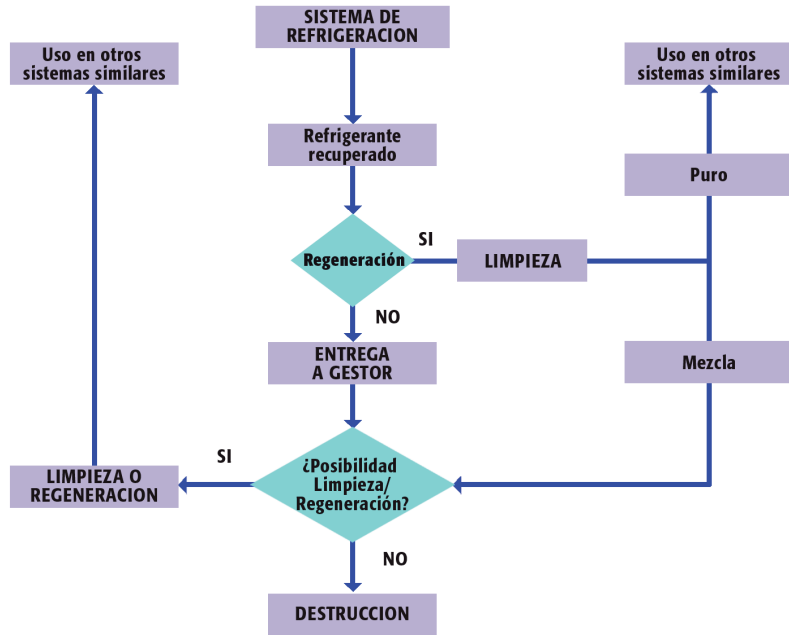 SISTEMA DE
REFRIGERACION
Uso en otros
sistemas similares
Uso en otros
sistemas similares
Refrigerante
recuperado
Puro
SI
Regeneración
LIMPIEZA
NO
ENTREGA
A GESTOR
Mezcla
SI
¿Posibilidad
Limpieza/
Regeneración?
LIMPIEZA O
REGENERACION
NO
DESTRUCCION